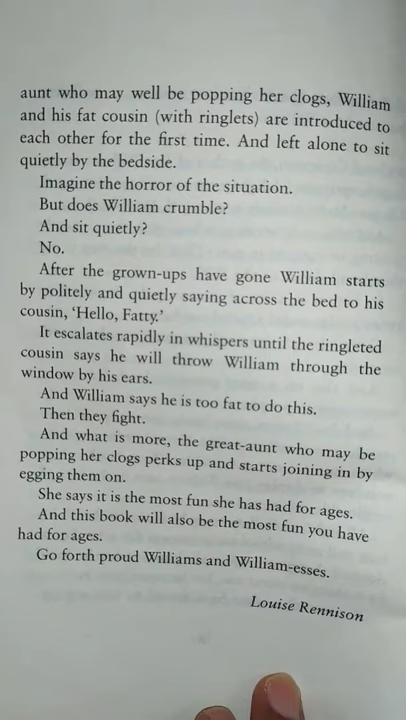 aunt who may well be popping her clogs, William
and his fat cousin (with ringlets) are introduced to
each other for the first time. And left alone to sit
quietly by the bedside.
Imagine the horror of the situation.
But does William crumble?
And sit quietly?
No.
After the grown-ups have gone William starts
by politely and quietly saying across the bed to his
cousin, ‘Hello, Fatty.’
It escalates rapidly in whispers until the ringleted
cousin says he will throw William through the
window by his ears.
And William says he is too fat to do this.
Then they fight.
And what is more, the great-aunt who may be
popping her clogs perks up and starts joining in by
egging them on.
She says it is the most fun she has had for ages.
And this book will also be the most fun you have
had for ages.
Go forth proud Williams and William-esses.
Louise Rennison